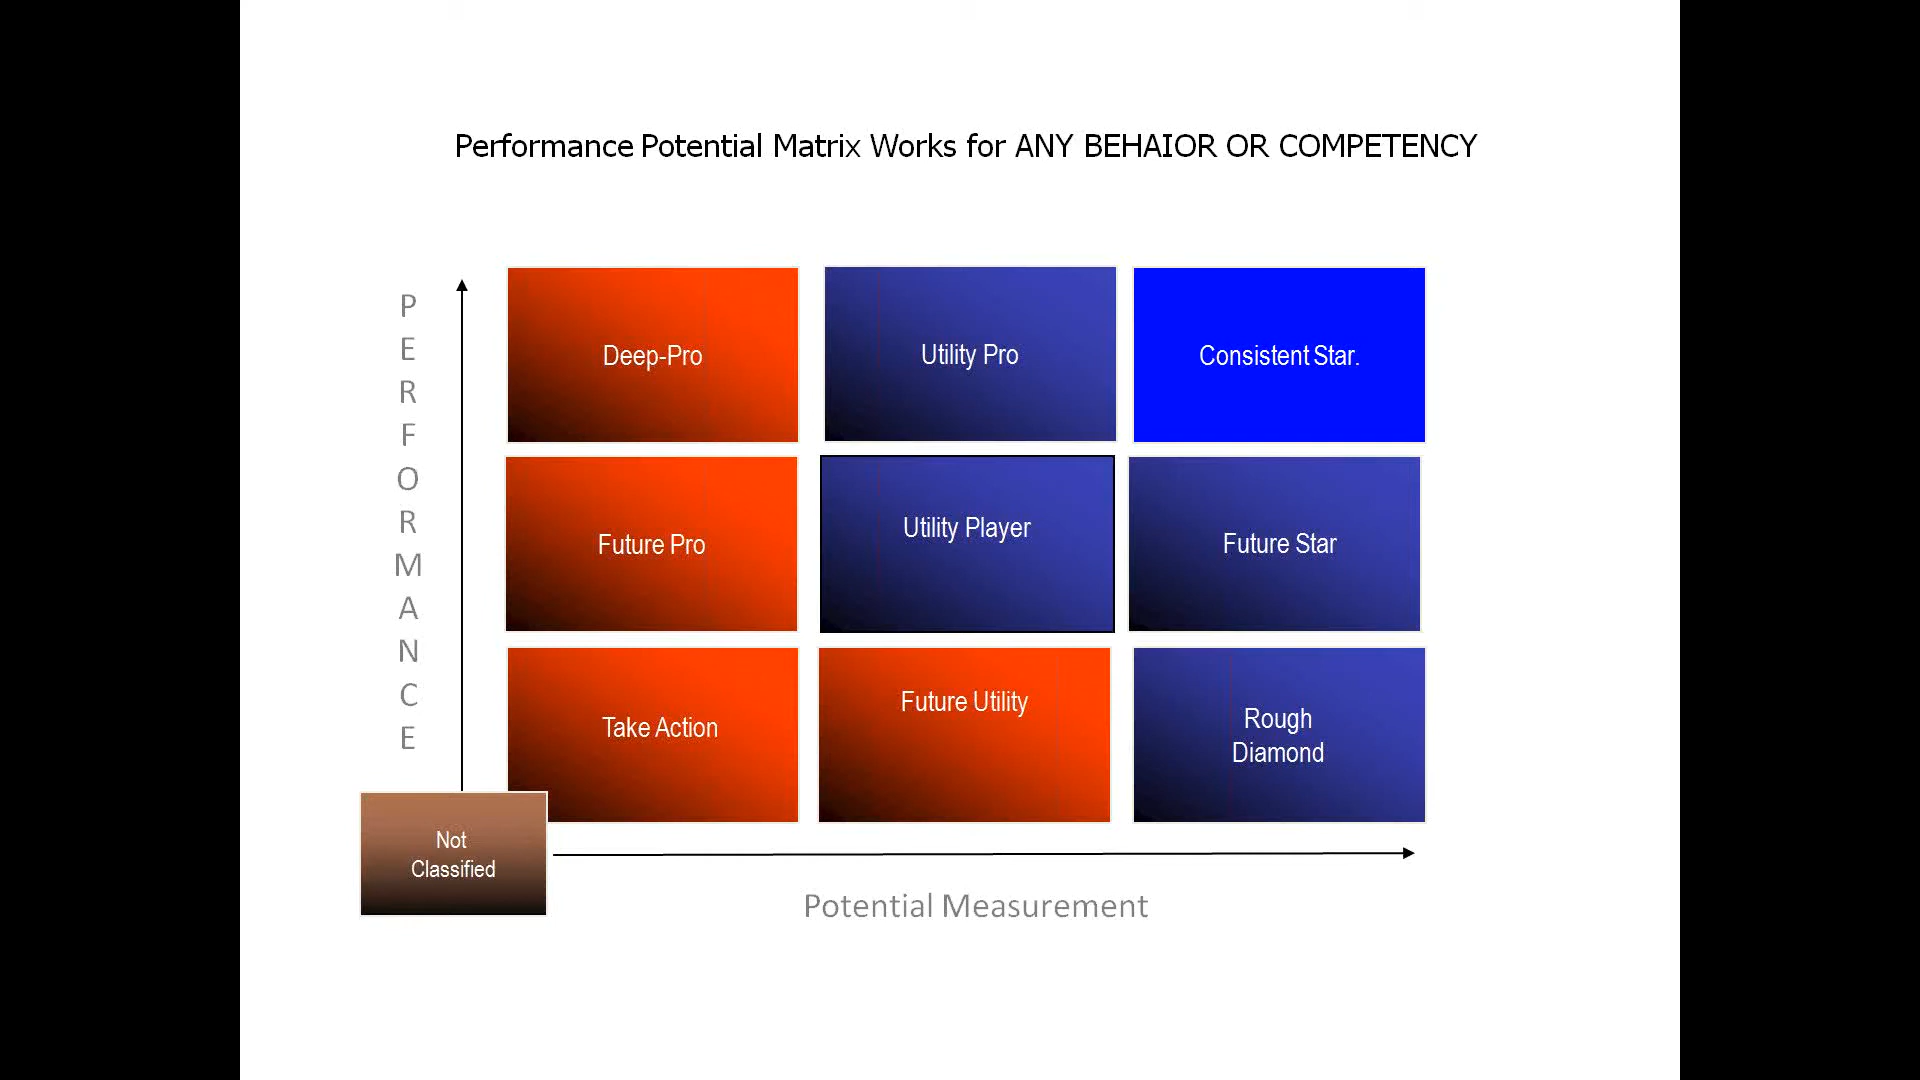 Performance Potential Matrix Works for ANY BEHAIOR OR COMPETENCY
PERFORMANCE
Deep-Pro
Utility Pro
Consistent Star.
Future Pro
Utility Player
Future Star
Take Action
Future Utility
Rough
Diamond
Not
Classified
Potential Measurement